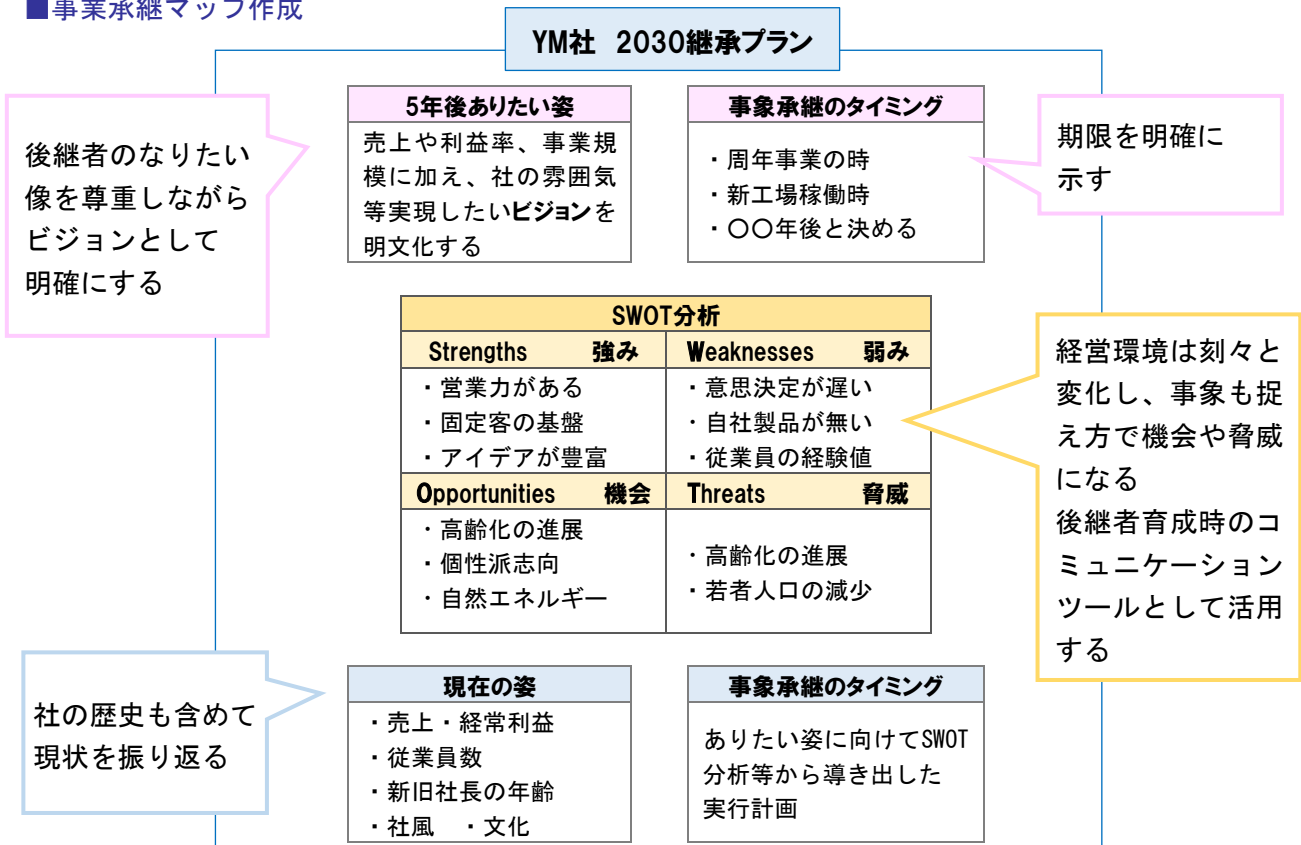 ■事業承継マップ作成
YM社 2030継承プラン
後継者のなりたい
像を尊重しながら
ビジョンとして
明確にする
5年後ありたい姿
売上や利益率、事業規
模に加え、社の雰囲気
等実現したいビジョンを
明文化する
事象承継のタイミング
・周年事業の時
・新工場稼働時
・〇〇年後と決める
期限を明確に
示す
SWOT分析
Strengths 強み
・営業力がある
・固定客の基盤
・アイデアが豊富
Weaknesses 弱み
・意思決定が遅い
・自社製品が無い
・従業員の経験値
Opportunities 機会
・高齢化の進展
・個性派志向
・自然エネルギー
Threats 脅威
・高齢化の進展
・若者人口の減少
経営環境は刻々と
変化し、事象も捉
え方で機会や脅威
になる
後継者育成時のコ
ミュニケーション
ツールとして活用
する
社の歴史も含めて
現状を振り返る
現在の姿
・売上・経常利益
・従業員数
・新旧社長の年齢
・社風 ・文化
事象承継のタイミング
ありたい姿に向けてSWOT
分析等から導き出した
実行計画